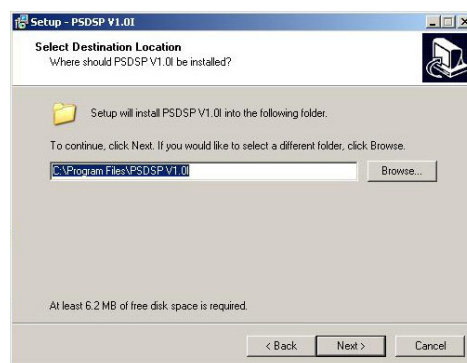 Setup - PSDSP V1.0I
Select Destination Location
Where should PSDSP V1.0I be installed?
Setup will install PSDSP V1.0I into the following folder.
To continue, click Next. If you would like to select a different folder, click Browse.
C:\Program Files\PSDSP V1.0I
Browse...
At least 6.2 MB of free disk space is required.
< Back
Next >
Cancel